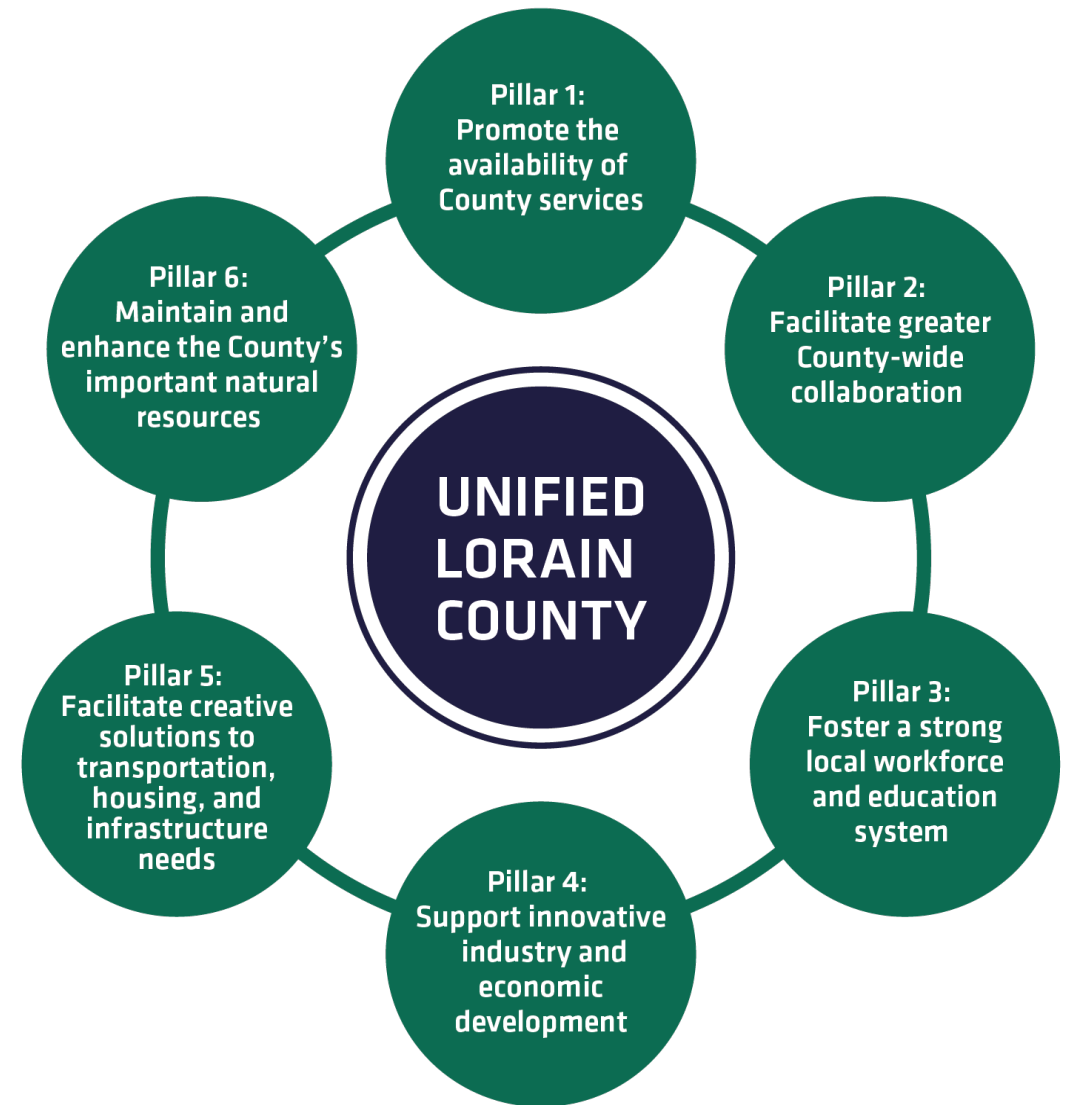 Pillar 1:
Promote the
availability of
County services
Pillar 2:
Facilitate greater
County-wide
collaboration
Pillar 3:
Foster a strong
local workforce
and education
system
Pillar 4:
Support innovative
industry and
economic
development
Pillar 5:
Facilitate creative
solutions to
transportation,
housing, and
infrastructure
needs
Pillar 6:
Maintain and
enhance the County’s
important natural
resources
UNIFIED
LORAIN
COUNTY